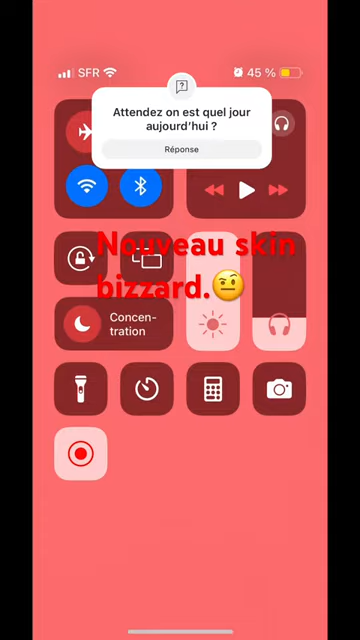 SFR 45 %
Attendez on est quel jour
aujourd'hui ?
Réponse
Nouveau skin
bizzard.🤨
Concen-
tration